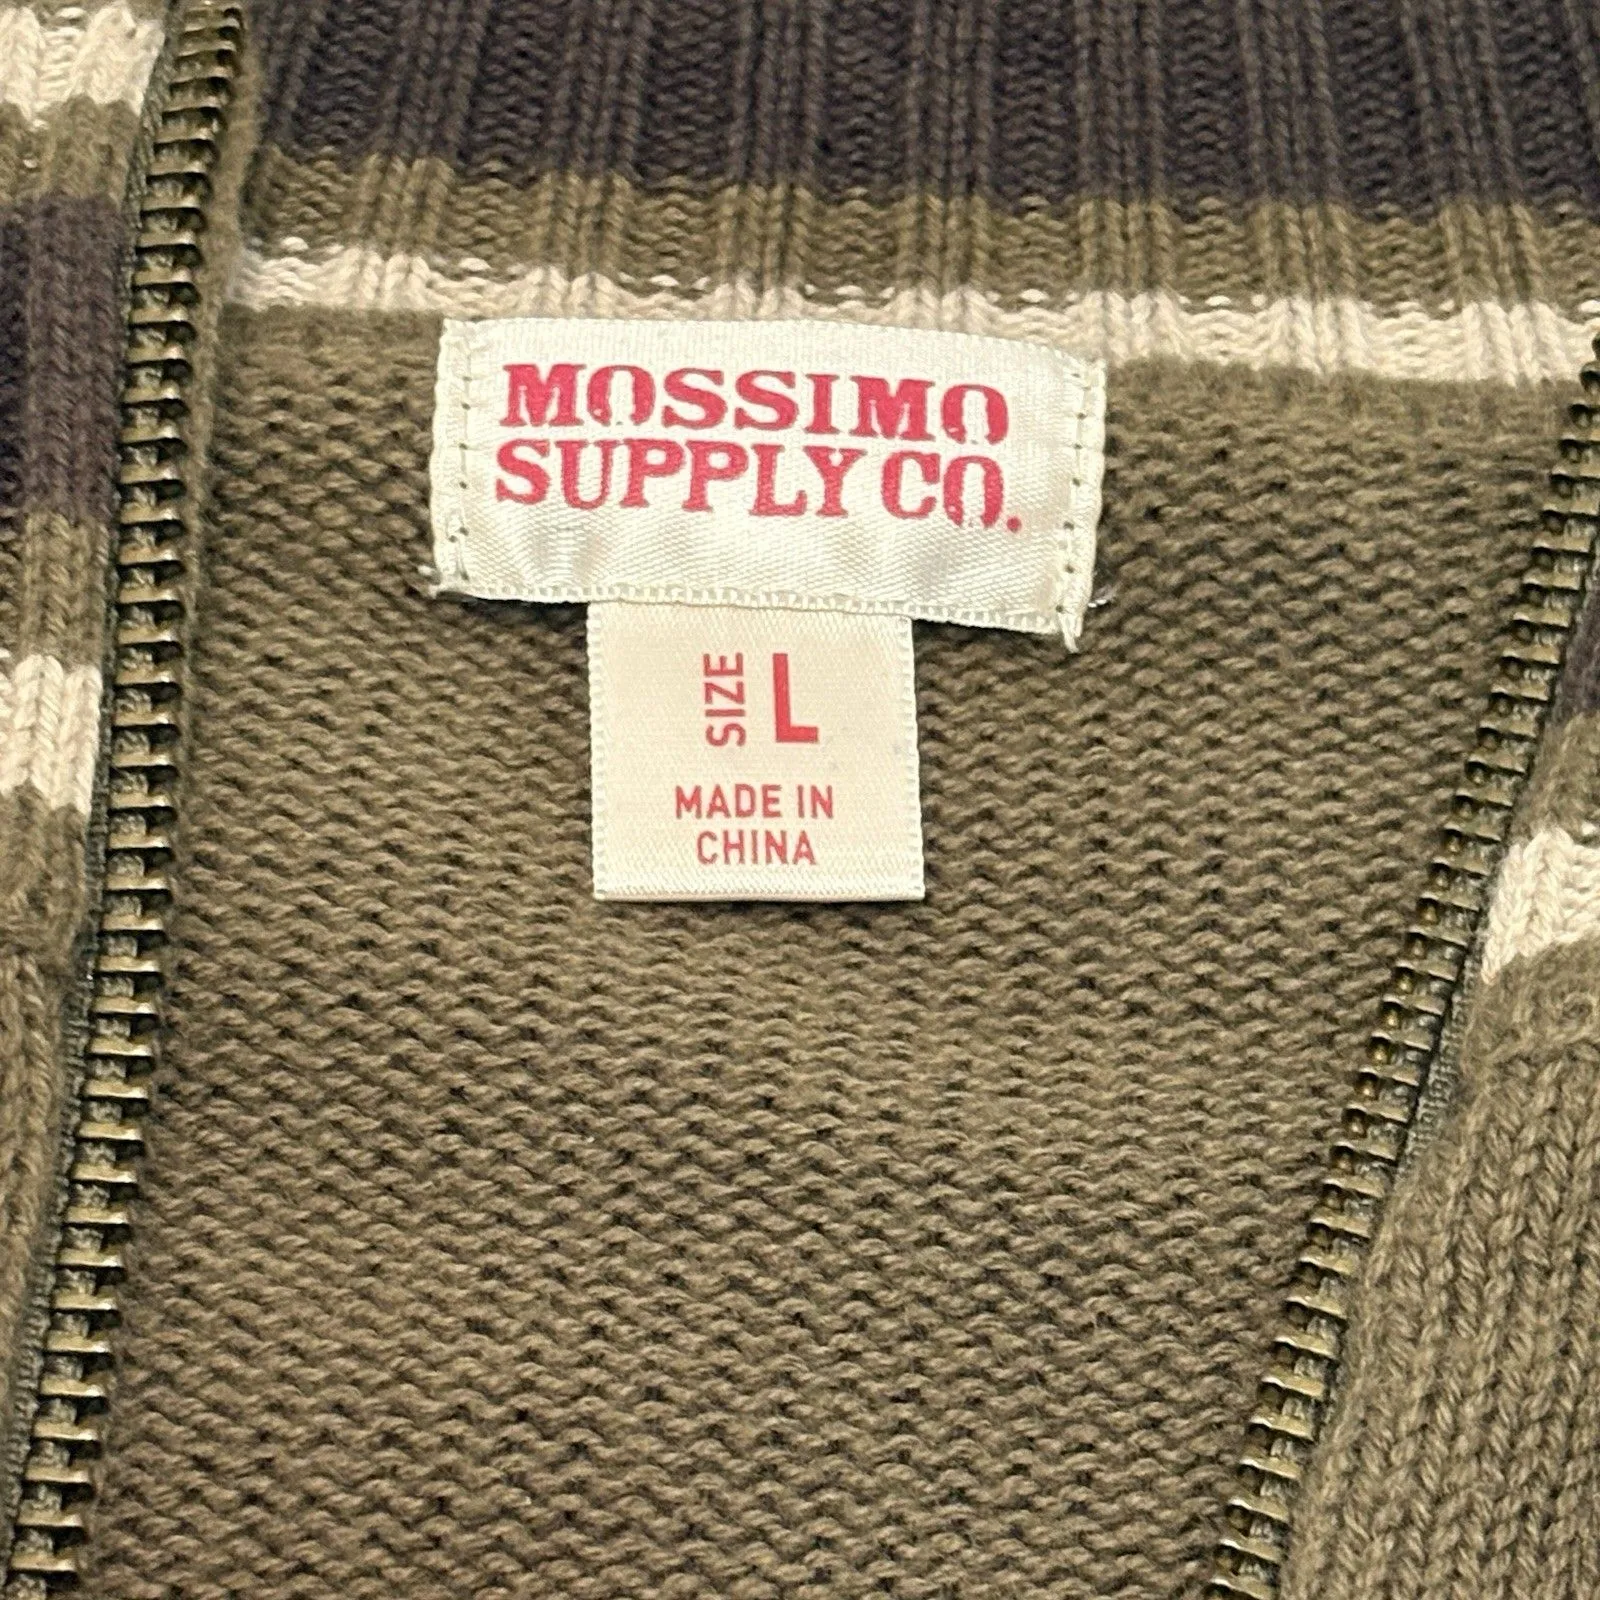 MOSSIMO
SUPPLY CO.
SIZE L
MADE IN
CHINA